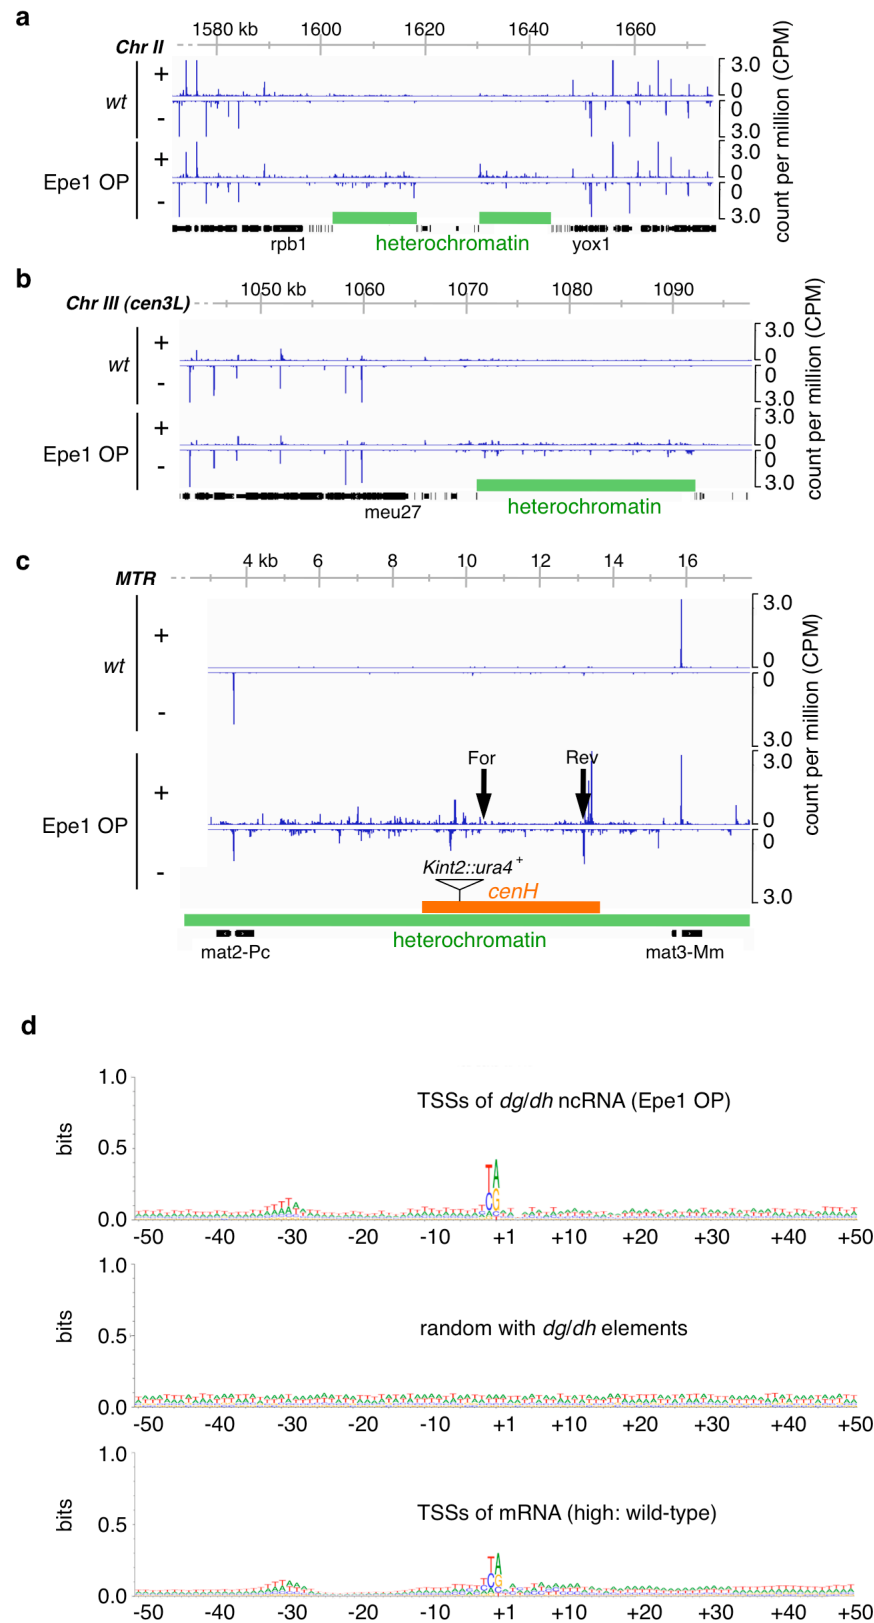 a
1580 kb 1600 1620 1640 1660
Chr II
wt
+
-
3.0
0
0
3.0
Epe1 OP
+
-
3.0
0
0
3.0
count per million (CPM)
rpb1 heterochromatin yox1
b
Chr III (cen3L) 1050 kb 1060 1070 1080 1090
wt
+
-
3.0
0
0
3.0
Epe1 OP
+
-
3.0
0
0
3.0
count per million (CPM)
meu27 heterochromatin
c
MTR 4 kb 6 8 10 12 14 16
wt
+
-
3.0
0
0
3.0
count per million (CPM)
Epe1 OP
+
-
For Rev
3.0
0
0
3.0
Kint2::ura4+
cenH
heterochromatin
mat2-Pc mat3-Mm
d
1.0
0.5
0.0
bits
TSSs of dg/dh ncRNA (Epe1 OP)
TA
CG
-50 -40 -30 -20 -10 +1 +10 +20 +30 +40 +50
1.0
0.5
0.0
bits
random with dg/dh elements
-50 -40 -30 -20 -10 +1 +10 +20 +30 +40 +50
1.0
0.5
0.0
bits
TSSs of mRNA (high: wild-type)
TA
CG
-50 -40 -30 -20 -10 +1 +10 +20 +30 +40 +50